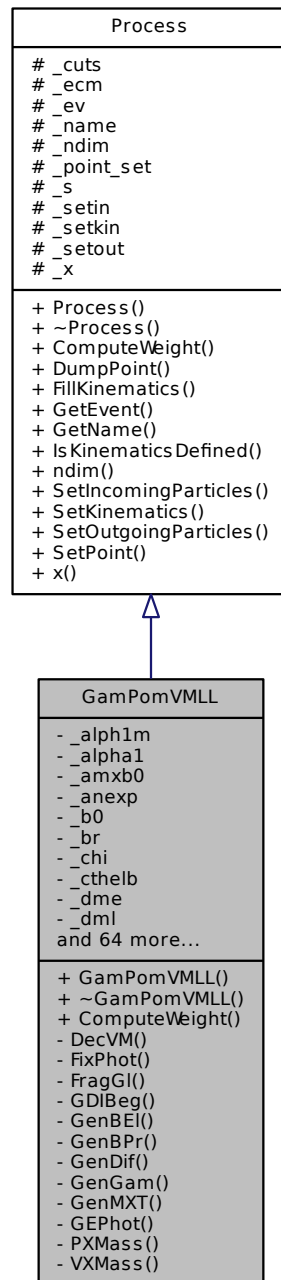 Process
# _cuts
# _ecm
# _ev
# _name
# _ndim
# _point_set
# _s
# _setin
# _setkin
# _setout
# _x
+ Process()
+ ~Process()
+ ComputeWeight()
+ DumpPoint()
+ FillKinematics()
+ GetEvent()
+ GetName()
+ IsKinematicsDefined()
+ ndim()
+ SetIncomingParticles()
+ SetKinematics()
+ SetOutgoingParticles()
+ SetPoint()
+ x()
GamPomVMLL
- _alph1m
- _alpha1
- _amxb0
- _anexp
- _b0
- _br
- _chi
- _cthelb
- _dme
- _dml
and 64 more...
+ GamPomVMLL()
+ ~GamPomVMLL()
+ ComputeWeight()
- DecVM()
- FixPhot()
- FragGl()
- GDIBeg()
- GenBEl()
- GenBPr()
- GenDif()
- GenGam()
- GenMXT()
- GEPhot()
- PXMass()
- VXMass()